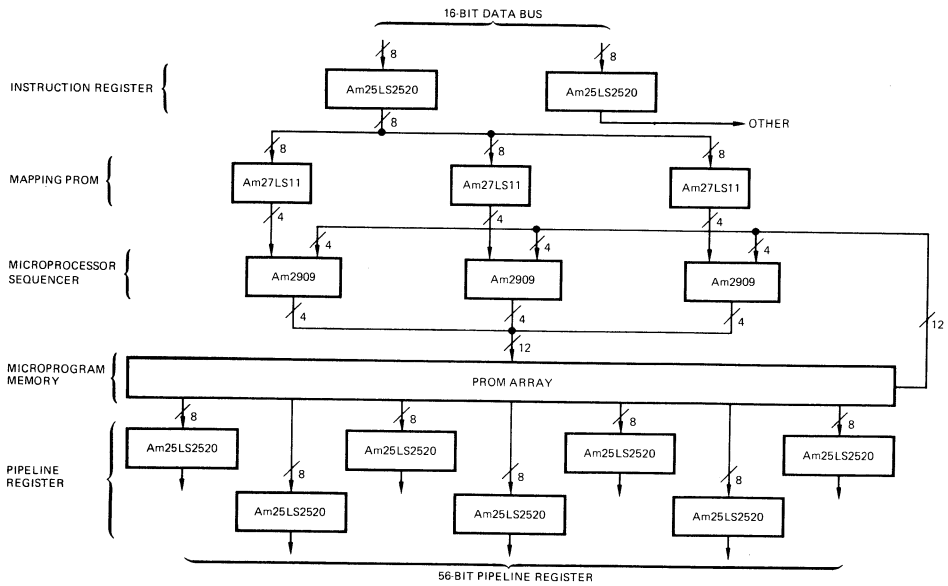 16-BIT DATA BUS
8
8
INSTRUCTION REGISTER
Am25LS2520
Am25LS2520
8
OTHER
8
8
8
MAPPING PROM
Am27LS11
Am27LS11
Am27LS11
4
4
4
4
4
4
MICROPROCESSOR
SEQUENCER
Am2909
Am2909
Am2909
4
4
4
12
12
MICROPROGRAM
MEMORY
PROM ARRAY
8
8
8
8
Am25LS2520
Am25LS2520
Am25LS2520
Am25LS2520
PIPELINE
REGISTER
8
8
8
Am25LS2520
Am25LS2520
Am25LS2520
56-BIT PIPELINE REGISTER